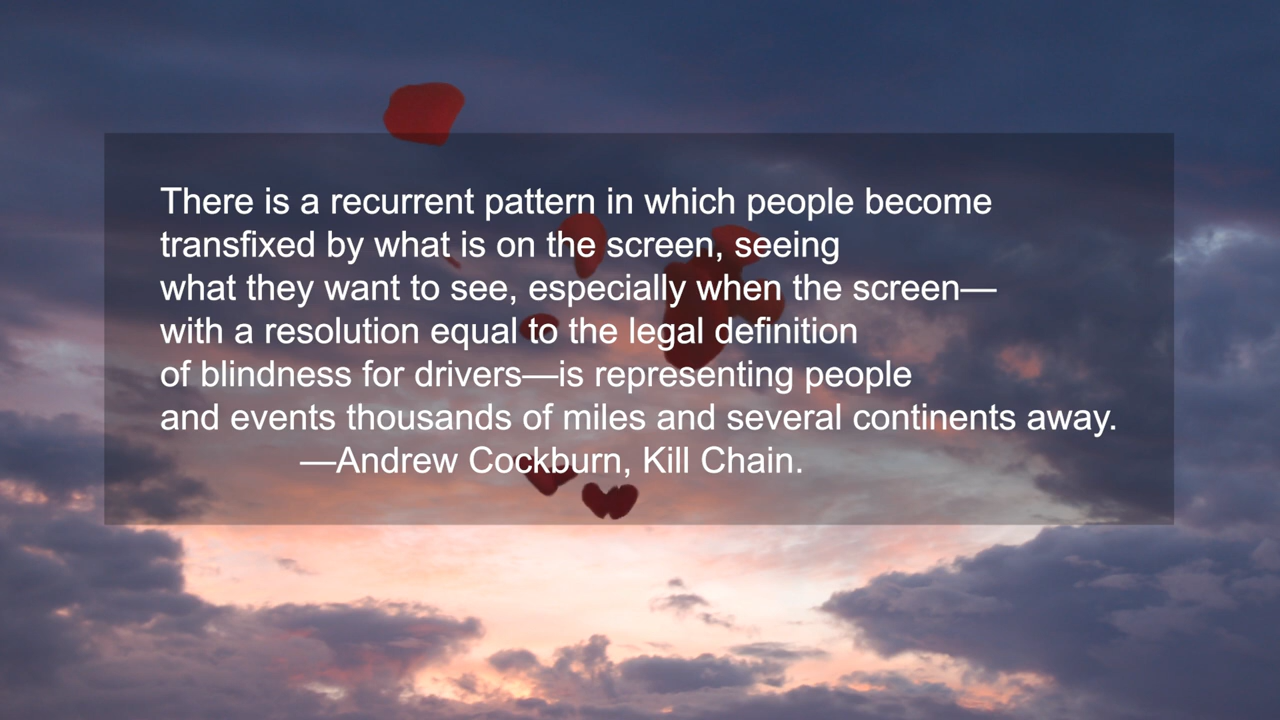 There is a recurrent pattern in which people become
transfixed by what is on the screen, seeing
what they want to see, especially when the screen—
with a resolution equal to the legal definition
of blindness for drivers—is representing people
and events thousands of miles and several continents away.
—Andrew Cockburn, Kill Chain.